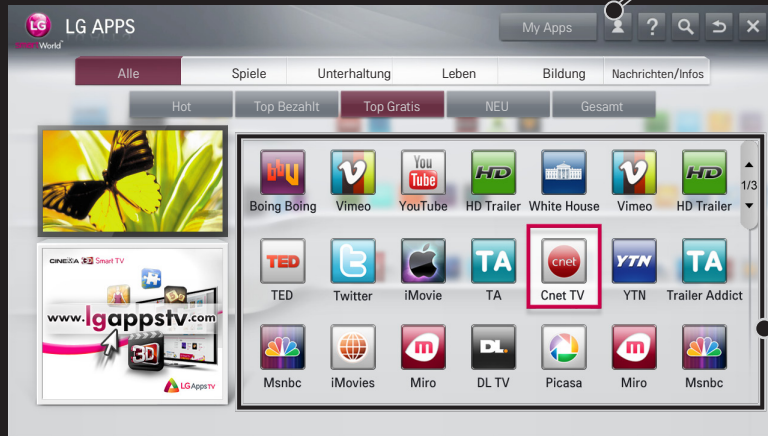 LG LG APPS My Apps ?
SmartWorld
Alle Spiele Unterhaltung Leben Bildung Nachrichten/Infos
Hot Top Bezahlt Top Gratis NEU Gesamt
bbU V You Tube HD V HD
1/3
Boing Boing Vimeo YouTube HD Trailer White House Vimeo HD Trailer
TED TA cnet YTN TA
TED Twitter iMovie TA Cnet TV YTN Trailer Addict
m DL. m
Msnbc iMovies Miro DL TV Picasa Miro Msnbc
CINEMA 3D Smart TV
www.lgappstv.com
3D
LG Apps TV